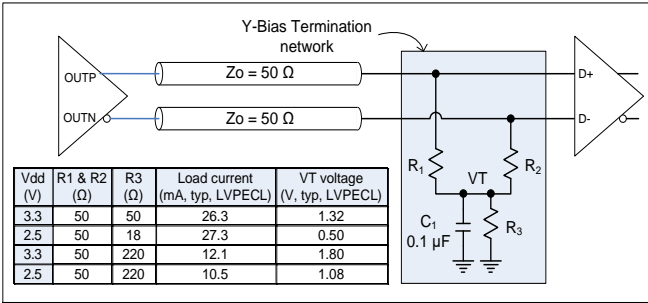 Y-Bias Termination
network
OUTP
OUTN
Zo = 50 Ω
Zo = 50 Ω
D+
D-
R1
R2
VT
C1
0.1 µF
R3
Vdd (V) R1 & R2 (Ω) R3 (Ω) Load current (mA, typ, LVPECL) VT voltage (V, typ, LVPECL)
3.3 50 50 26.3 1.32
2.5 50 18 27.3 0.50
3.3 50 220 12.1 1.80
2.5 50 220 10.5 1.08